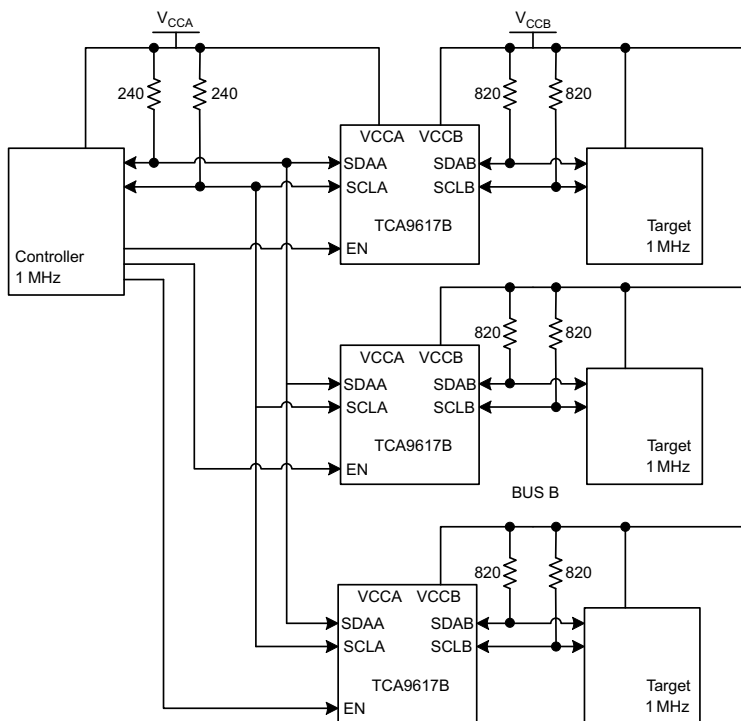 VCCA
VCCB
240
240
820
820
VCCA VCCB
SDAA SDAB
SCLA SCLB
TCA9617B
EN
Controller
1 MHz
Target
1 MHz
820
820
VCCA VCCB
SDAA SDAB
SCLA SCLB
TCA9617B
EN
Target
1 MHz
BUS B
820
820
VCCA VCCB
SDAA SDAB
SCLA SCLB
TCA9617B
EN
Target
1 MHz